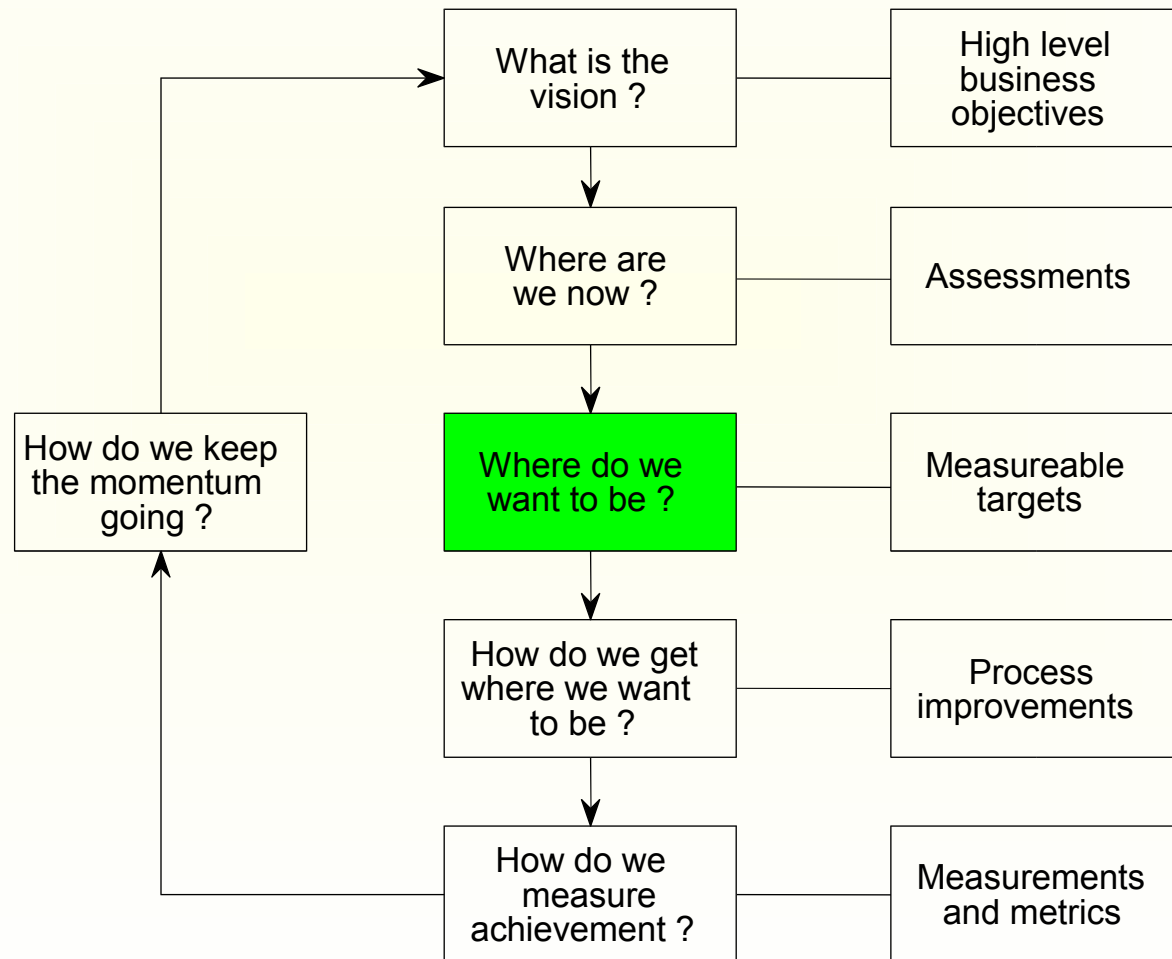 What is the
vision ?
High level
business
objectives
Where are
we now ?
Assessments
How do we keep
the momentum
going ?
Where do we
want to be ?
Measureable
targets
How do we get
where we want
to be ?
Process
improvements
How do we
measure
achievement ?
Measurements
and metrics